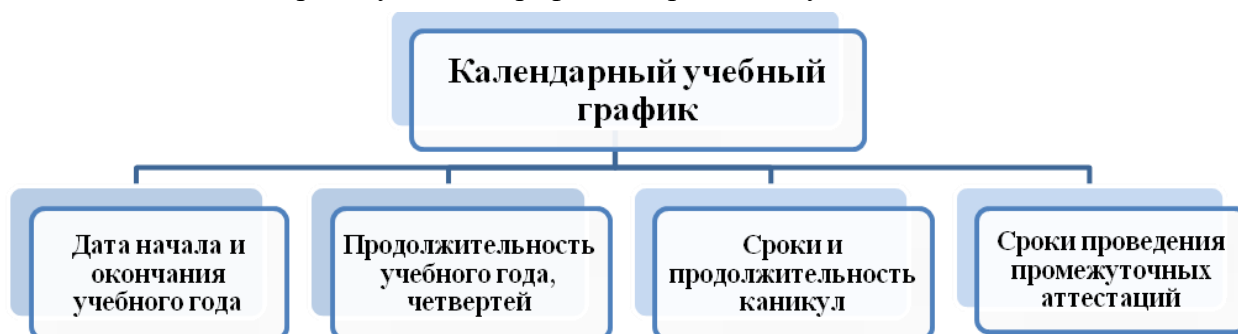 Календарный учебный
график
Дата начала и
окончания
учебного года
Продолжительность
учебного года,
четвертей
Сроки и
продолжительность
каникул
Сроки проведения
промежуточных
аттестаций